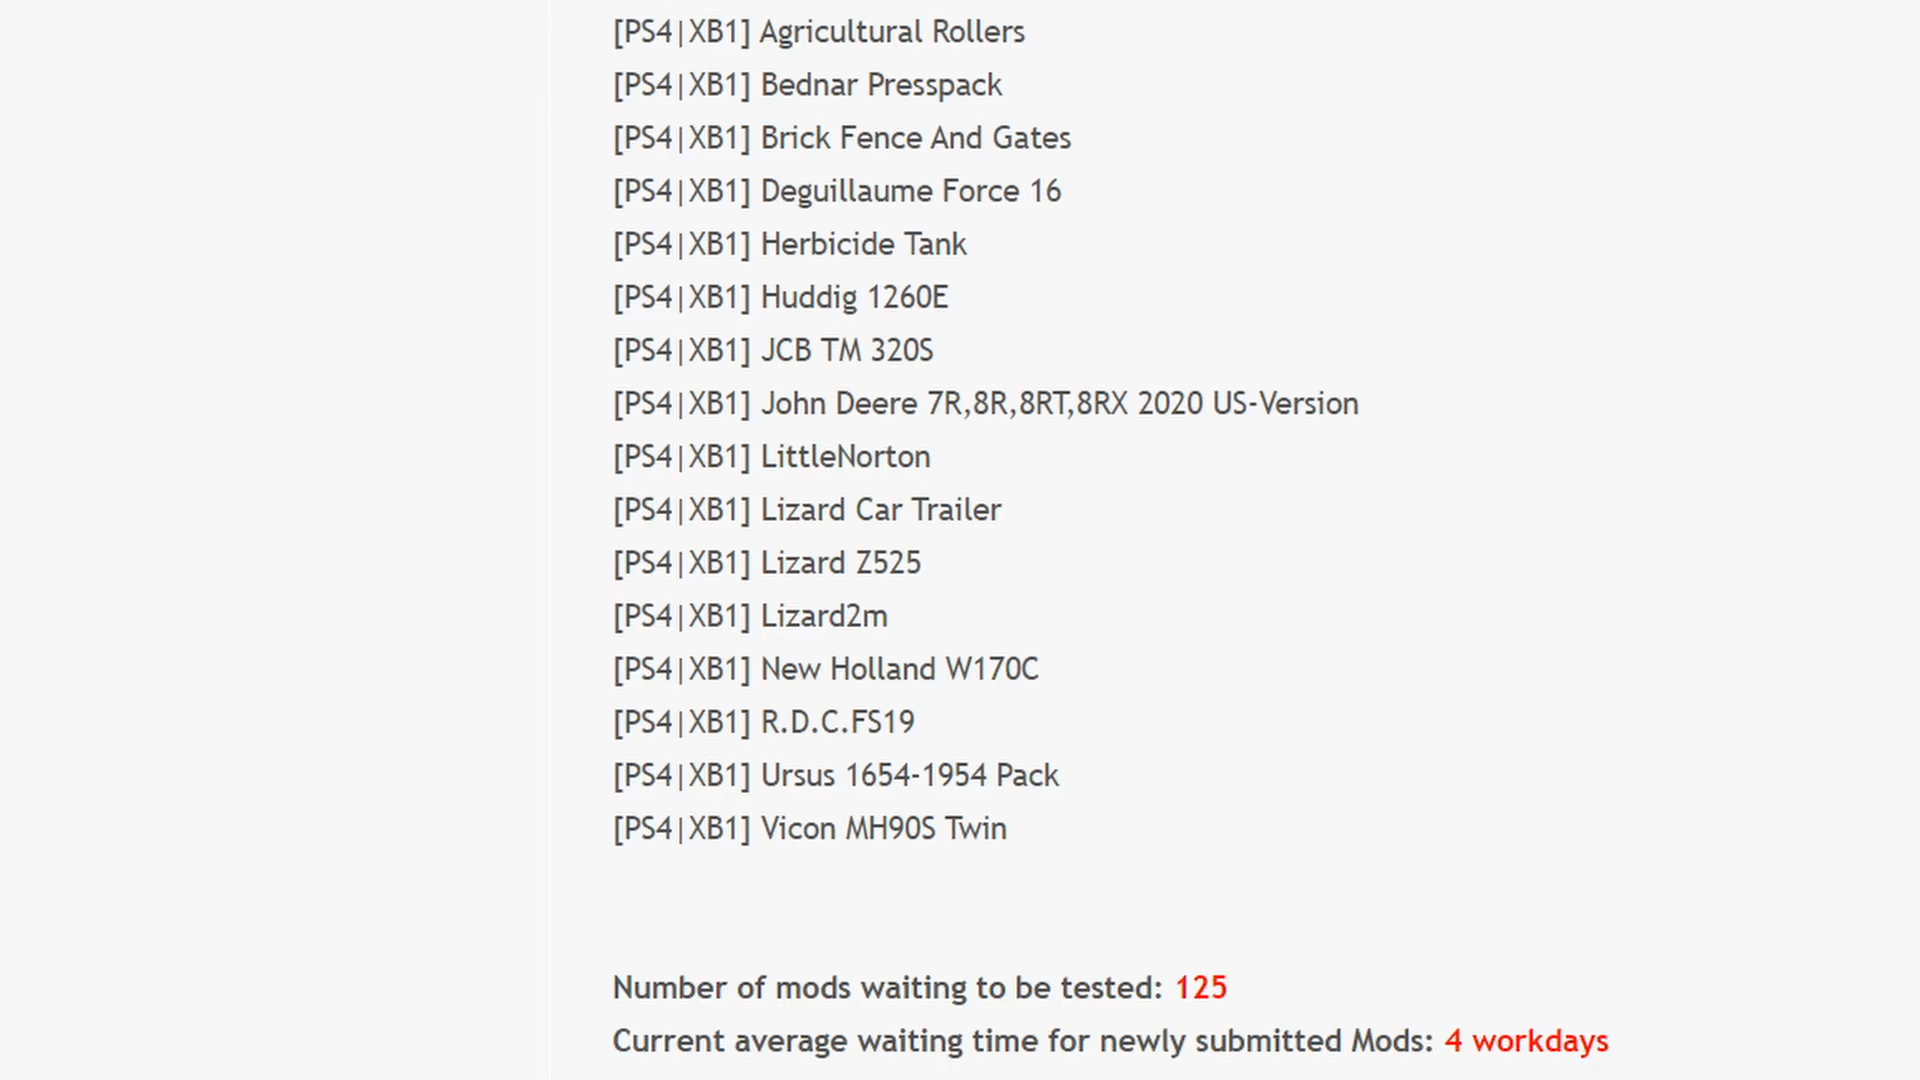 [PS4|XB1] Agricultural Rollers
[PS4|XB1] Bednar Presspack
[PS4|XB1] Brick Fence And Gates
[PS4|XB1] Deguillaume Force 16
[PS4|XB1] Herbicide Tank
[PS4|XB1] Huddig 1260E
[PS4|XB1] JCB TM 320S
[PS4|XB1] John Deere 7R,8R,8RT,8RX 2020 US-Version
[PS4|XB1] LittleNorton
[PS4|XB1] Lizard Car Trailer
[PS4|XB1] Lizard Z525
[PS4|XB1] Lizard2m
[PS4|XB1] New Holland W170C
[PS4|XB1] R.D.C.FS19
[PS4|XB1] Ursus 1654-1954 Pack
[PS4|XB1] Vicon MH90S Twin
Number of mods waiting to be tested: 125
Current average waiting time for newly submitted Mods: 4 workdays